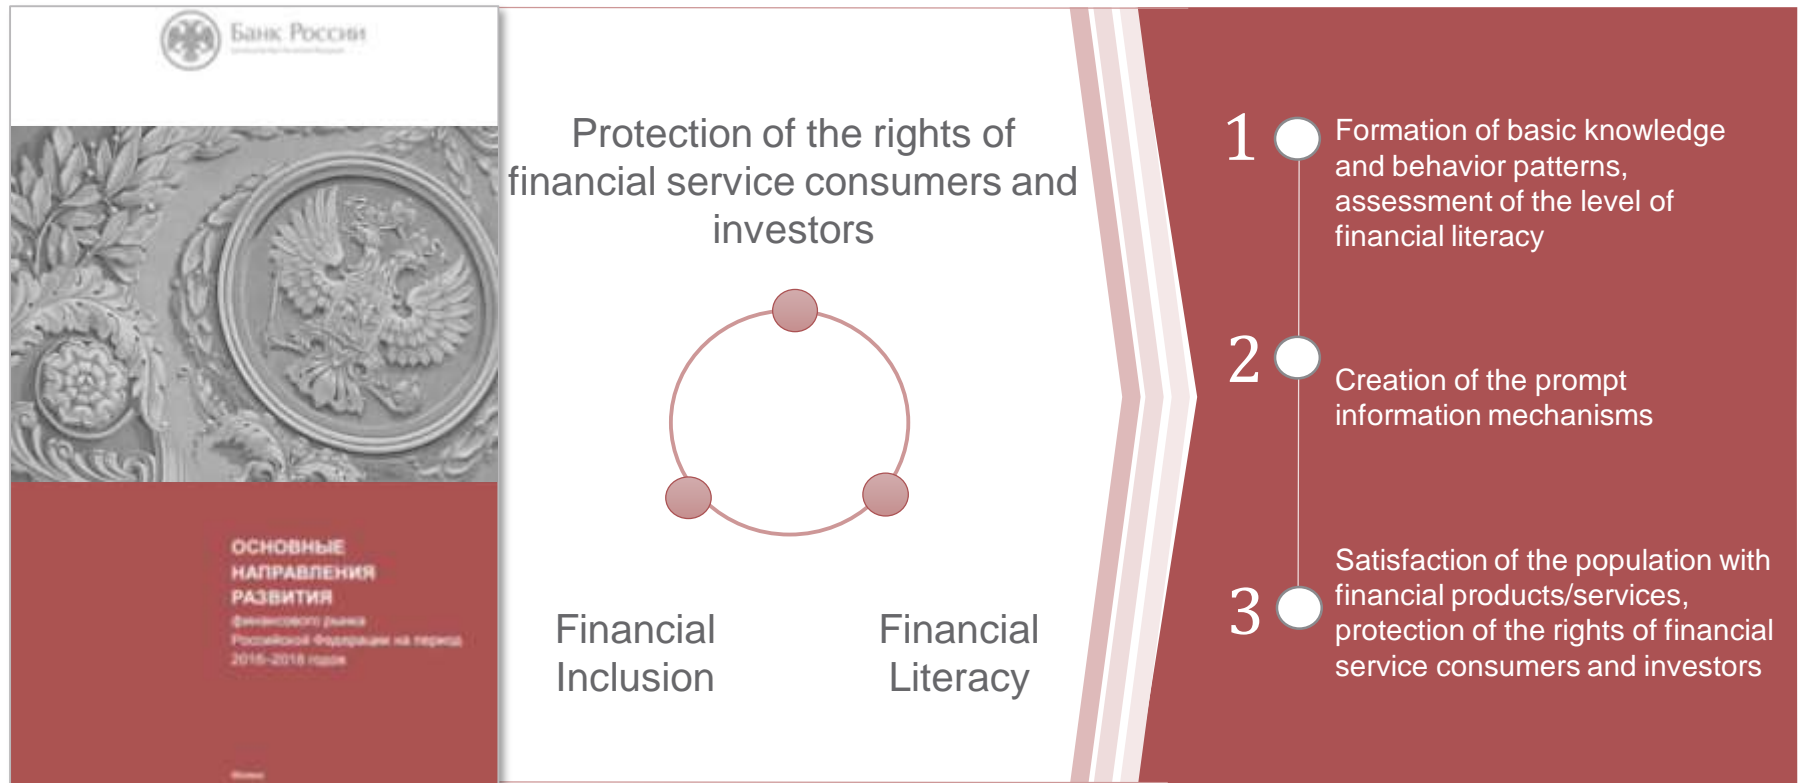 Банк России
ОСНОВНЫЕ
НАПРАВЛЕНИЯ
РАЗВИТИЯ
финансового рынка
Российской Федерации на период
2016–2018 годов
Protection of the rights of
financial service consumers and
investors
Financial
Inclusion
Financial
Literacy
1
Formation of basic knowledge
and behavior patterns,
assessment of the level of
financial literacy
2
Creation of the prompt
information mechanisms
3
Satisfaction of the population with
financial products/services,
protection of the rights of financial
service consumers and investors